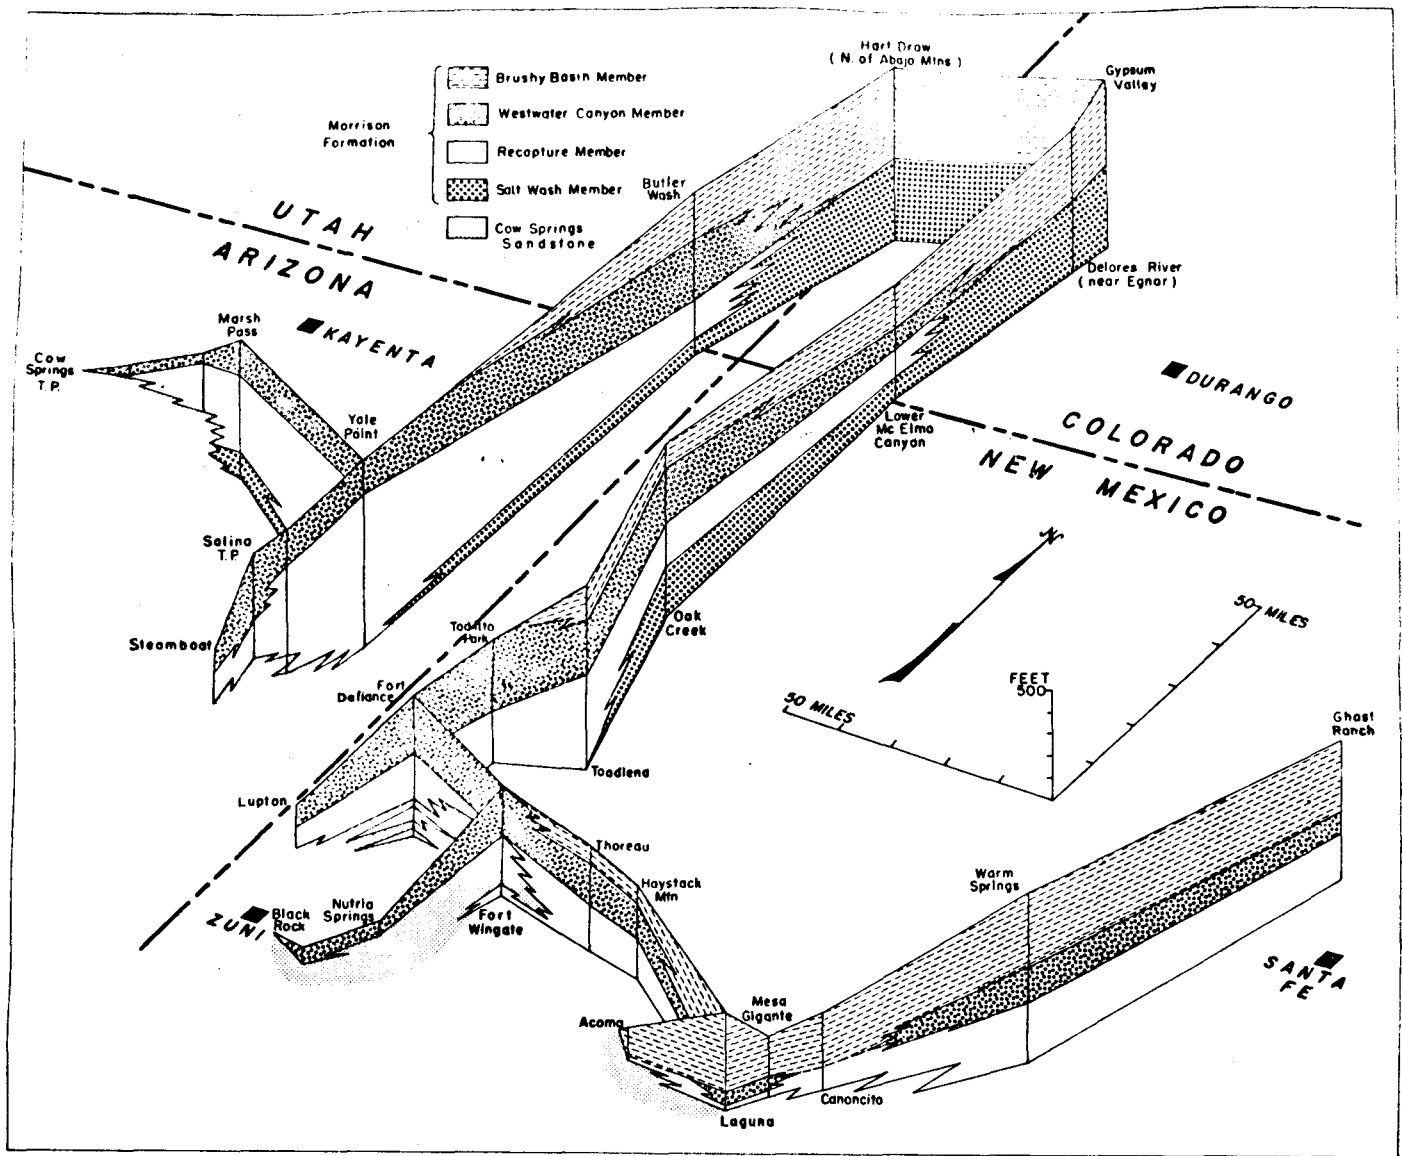 Hart Draw
( N. of Abajo Mtns )
Gypsum
Valley
Brushy Basin Member
Westwater Canyon Member
Morrison
Formation
Recapture Member
Salt Wash Member
Butler
Wash
Cow Springs
Sandstone
UTAH
ARIZONA
Delores River
( near Egnar )
Marsh
Pass
KAYENTA
Cow
Springs
T.P.
DURANGO
Yale
Point
Lower
Mc Elmo
Canyon
COLORADO
NEW MEXICO
Salina
T.P.
N
50 MILES
Oak
Creek
Todilto
Park
Steamboat
Fort
Defiance
FEET
500
50 MILES
Ghost
Ranch
Toadlena
Lupton
Thoreau
Haystack
Mtn
Warm
Springs
Nutria
Springs
Black
Rock
ZUNI
Fort
Wingate
SANTA
FE
Mesa
Gigante
Acoma
Canoncito
Laguna